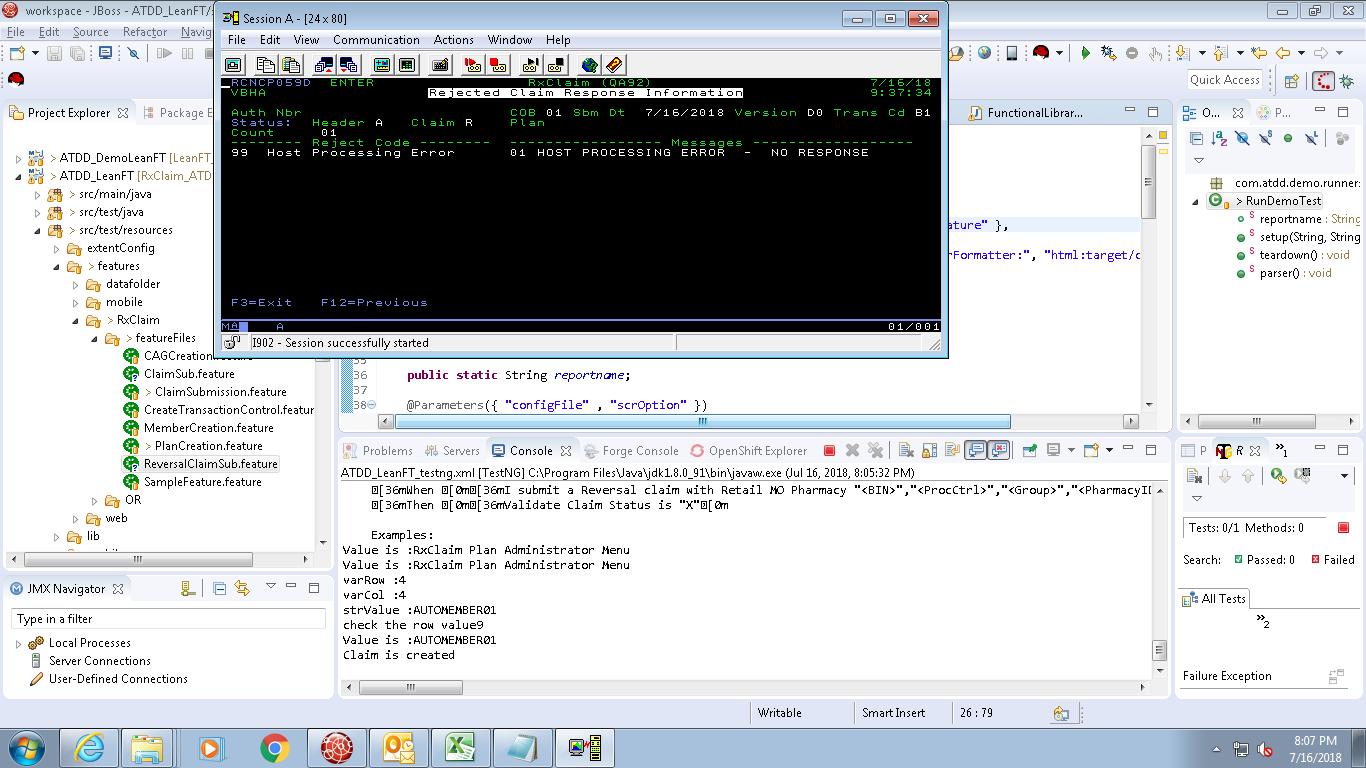 workspace - JBoss - ATDD_LeanFT/
File Edit Source Refactor Navig
Quick Access
Project Explorer
Package E
> ATDD_DemoLeanFT [LeanFT_
> ATDD_LeanFT [RxClaim_ATD
> src/main/java
> src/test/java
> src/test/resources
extentConfig
> features
datafolder
mobile
> RxClaim
> featureFiles
CAGCreation.feature
ClaimSub.feature
> ClaimSubmission.feature
CreateTransactionControl.featur
MemberCreation.feature
> PlanCreation.feature
ReversalClaimSub.feature
SampleFeature.feature
OR
web
lib
JMX Navigator
Type in a filter
Local Processes
Server Connections
User-Defined Connections
Session A - [24 x 80]
File Edit View Communication Actions Window Help
RCNCP059D ENTER RxClaim (QA92) 7/16/18
VBHA Rejected Claim Response Information 9:37:34
Auth Nbr COB 01 Sbm Dt 7/16/2018 Version D0 Trans Cd B1
Status: Header A Claim R Plan
Count 01
--------- Reject Code --------- ----------------- Messages -----------------
99 Host Processing Error 01 HOST PROCESSING ERROR - NO RESPONSE
F3=Exit F12=Previous
MA A 01/001
I902 - Session successfully started
FunctionalLibrar...
ature" },
rFormatter:", "html:target/c
35
36 public static String reportname;
37
38 @Parameters({ "configFile" , "scrOption" })
Problems Servers Console Forge Console OpenShift Explorer
ATDD_LeanFT_testng.xml [TestNG] C:\Program Files\Java\jdk1.8.0_91\bin\javaw.exe (Jul 16, 2018, 8:05:32 PM)
[36mWhen [0m[36mI submit a Reversal claim with Retail MO Pharmacy "<BIN>","<ProcCtrl>","<Group>","<PharmacyID
[36mThen [0m[36mValidate Claim Status is "X"[0m
Examples:
Value is :RxClaim Plan Administrator Menu
Value is :RxClaim Plan Administrator Menu
varRow :4
varCol :4
strValue :AUTOMEMBER01
check the row value9
Value is :AUTOMEMBER01
Claim is created
O...
P...
com.atdd.demo.runner:
> RunDemoTest
reportname : String
setup(String, String
teardown() : void
parser() : void
P R »1
Tests: 0/1 Methods: 0
Search: Passed: 0 Failed
All Tests
»2
Failure Exception
Writable Smart Insert 26 : 79
8:07 PM
7/16/2018